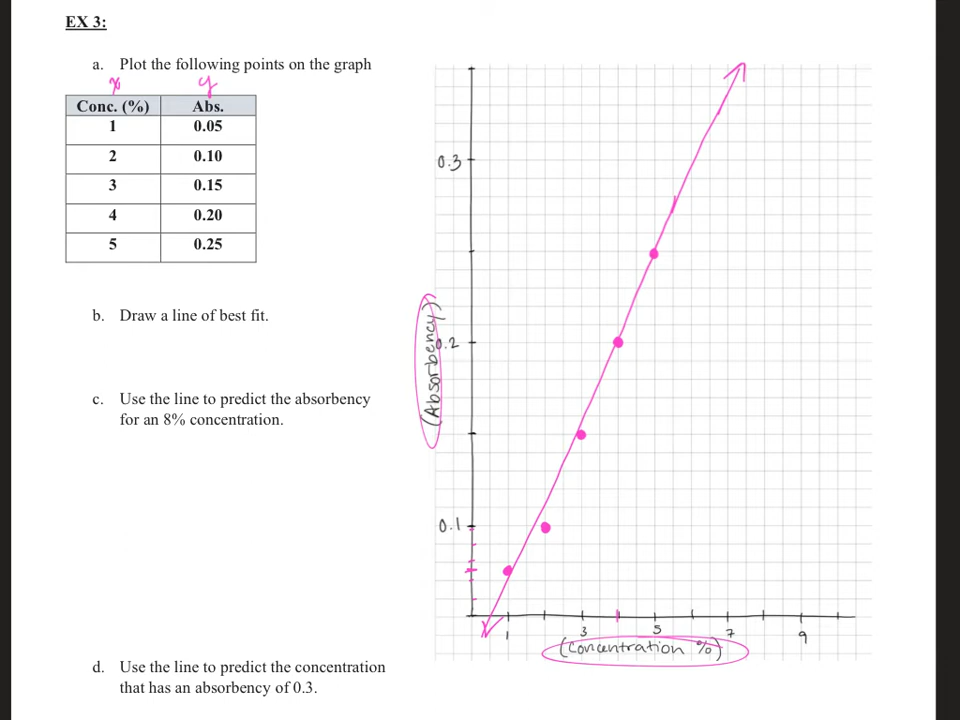 EX 3:
a. Plot the following points on the graph
x y
Conc. (%) Abs.
1 0.05
2 0.10
3 0.15
4 0.20
5 0.25
b. Draw a line of best fit.
c. Use the line to predict the absorbency
for an 8% concentration.
d. Use the line to predict the concentration
that has an absorbency of 0.3.
0.3
0.2
0.1
(Absorbency)
1 3 5 7 9
(Concentration %)